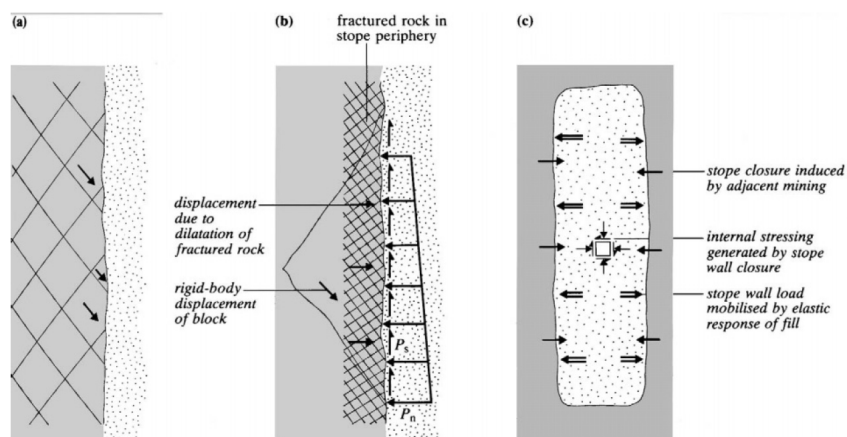 (a)
(b)
fractured rock in
stope periphery
displacement
due to
dilatation of
fractured rock
rigid-body
displacement
of block
Ps
Pn
(c)
stope closure induced
by adjacent mining
internal stressing
generated by stope
wall closure
stope wall load
mobilised by elastic
response of fill